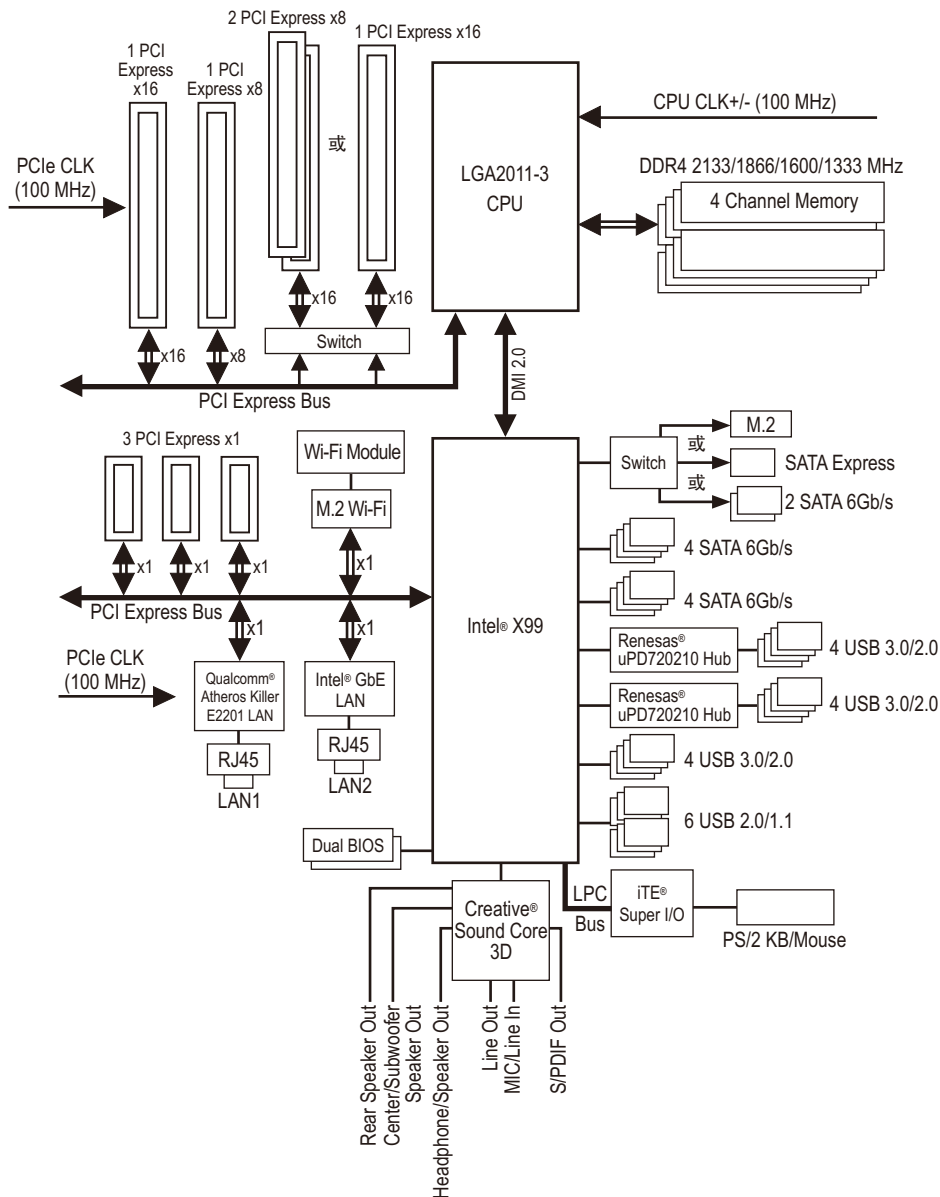 2 PCI Express x8
1 PCI Express x16
1 PCI
Express
x16
1 PCI
Express x8
或
CPU CLK+/- (100 MHz)
PCIe CLK
(100 MHz)
LGA2011-3
CPU
DDR4 2133/1866/1600/1333 MHz
4 Channel Memory
x16
x16
Switch
x16
x8
PCI Express Bus
DMI 2.0
3 PCI Express x1
Wi-Fi Module
M.2 Wi-Fi
x1
x1
x1
x1
PCI Express Bus
x1
x1
PCIe CLK
(100 MHz)
Qualcomm®
Atheros Killer
E2201 LAN
RJ45
LAN1
Intel® GbE
LAN
RJ45
LAN2
Intel® X99
Switch
M.2
或
SATA Express
或
2 SATA 6Gb/s
4 SATA 6Gb/s
4 SATA 6Gb/s
Renesas®
uPD720210 Hub
4 USB 3.0/2.0
Renesas®
uPD720210 Hub
4 USB 3.0/2.0
4 USB 3.0/2.0
6 USB 2.0/1.1
Dual BIOS
LPC
Bus
iTE®
Super I/O
PS/2 KB/Mouse
Creative®
Sound Core
3D
Rear Speaker Out
Center/Subwoofer
Speaker Out
Headphone/Speaker Out
Line Out
MIC/Line In
S/PDIF Out